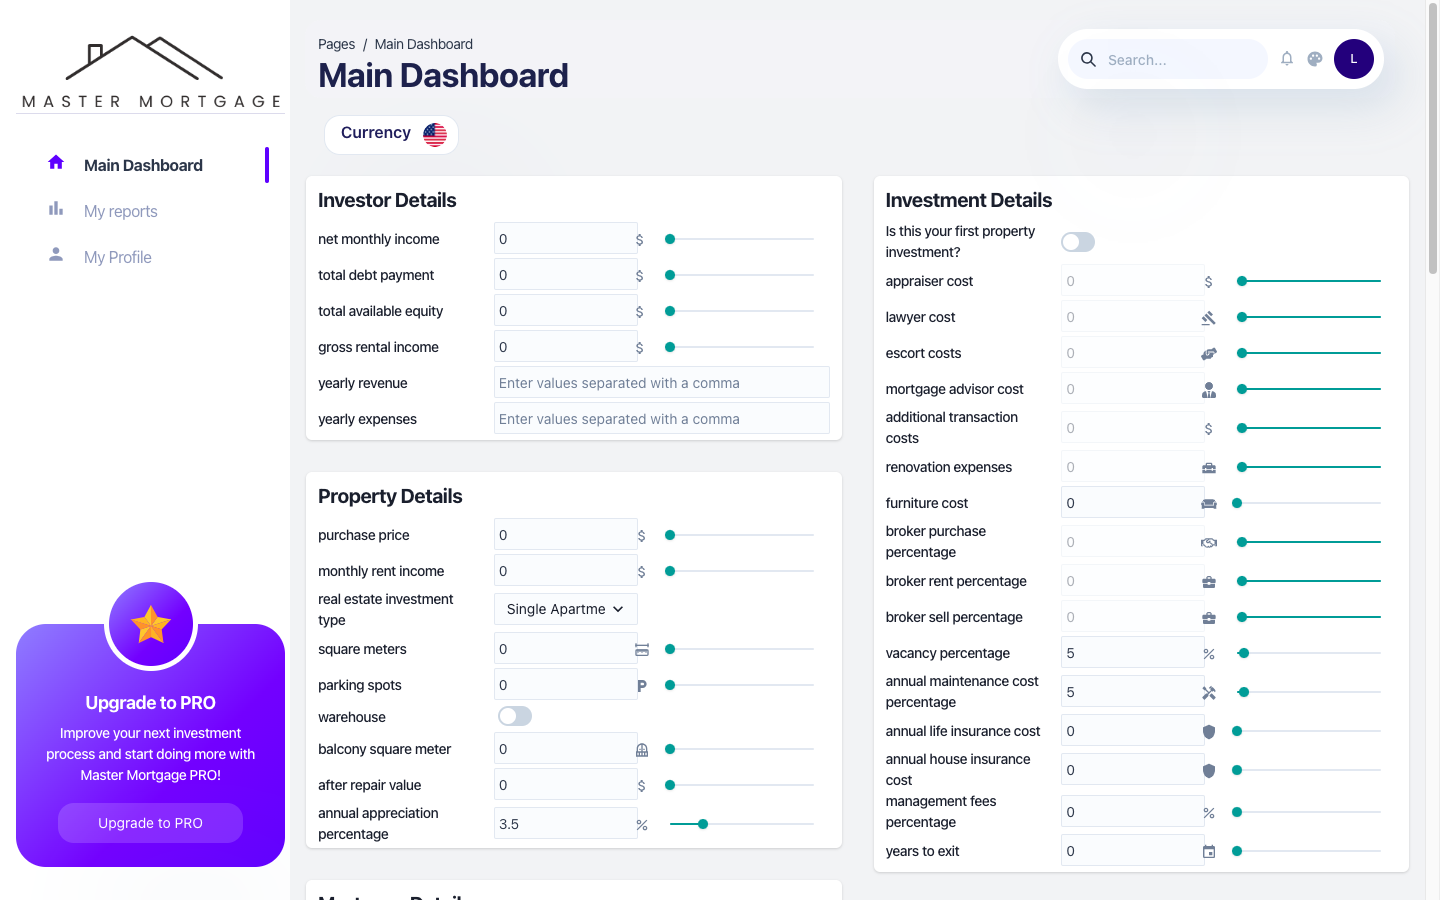 MASTER MORTGAGE
Main Dashboard
My reports
My Profile
Upgrade to PRO
Improve your next investment
process and start doing more with
Master Mortgage PRO!
Upgrade to PRO
Pages / Main Dashboard
Main Dashboard
Search...
L
Currency
Investor Details
net monthly income 0 $
total debt payment 0 $
total available equity 0 $
gross rental income 0 $
yearly revenue Enter values separated with a comma
yearly expenses Enter values separated with a comma
Property Details
purchase price 0 $
monthly rent income 0 $
real estate investment
type
Single Apartme
square meters 0
parking spots 0 P
warehouse
balcony square meter 0
after repair value 0 $
annual appreciation
percentage
3.5 %
Investment Details
Is this your first property
investment?
appraiser cost 0 $
lawyer cost 0
escort costs 0
mortgage advisor cost 0
additional transaction
costs
0 $
renovation expenses 0
furniture cost 0
broker purchase
percentage
0
broker rent percentage 0
broker sell percentage 0
vacancy percentage 5 %
annual maintenance cost
percentage
5
annual life insurance cost 0
annual house insurance
cost
0
management fees
percentage
0 %
years to exit 0